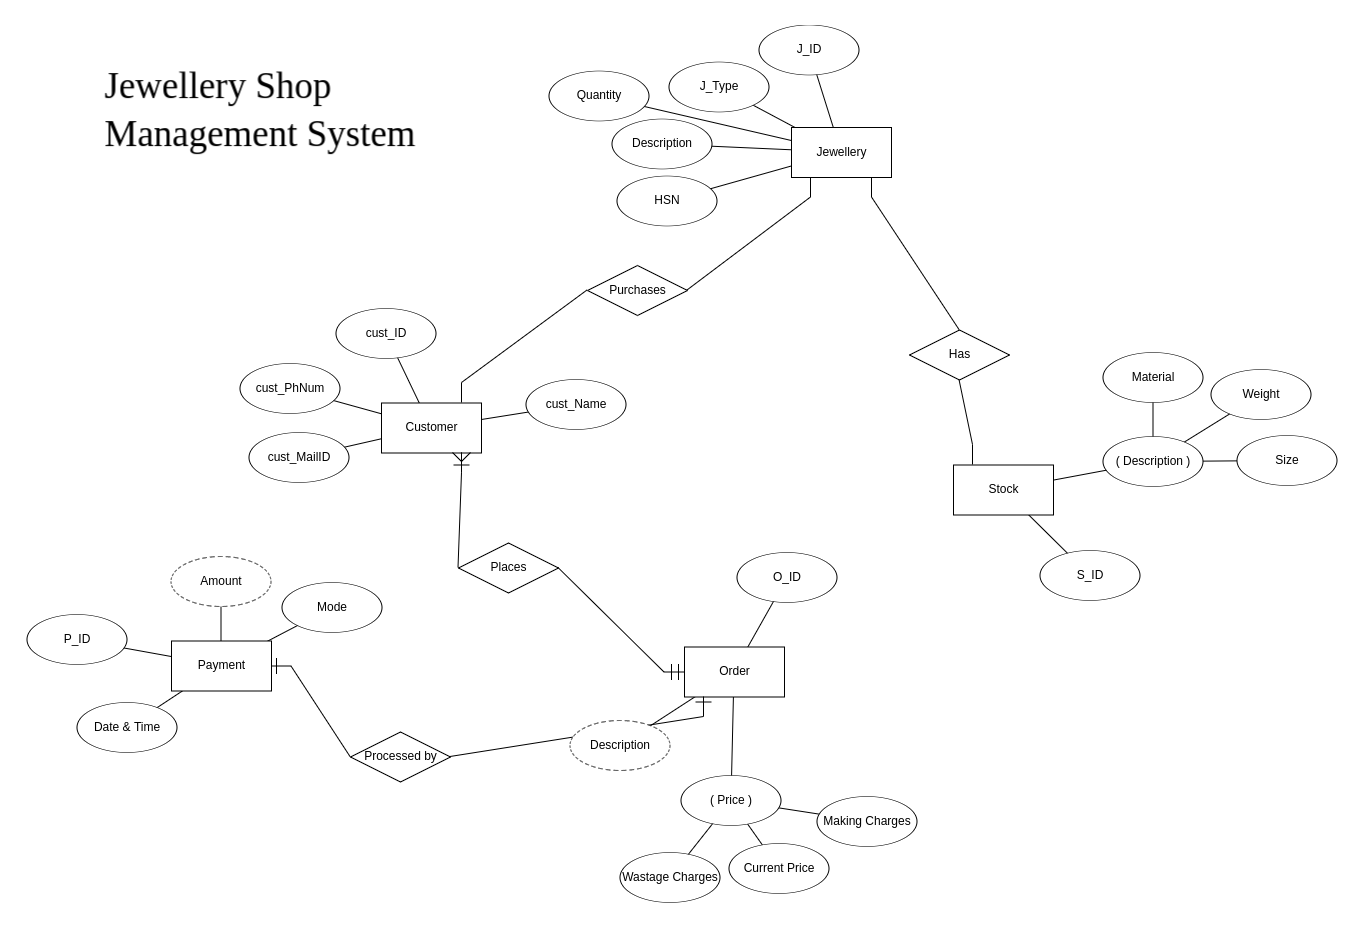 Jewellery Shop
Management System
J_ID
J_Type
Quantity
Description
HSN
Jewellery
Purchases
Has
cust_ID
cust_PhNum
cust_MailID
cust_Name
Customer
Material
Weight
( Description )
Size
Stock
S_ID
Places
Amount
Mode
P_ID
Payment
Date & Time
O_ID
Order
Processed by
Description
( Price )
Making Charges
Wastage Charges
Current Price